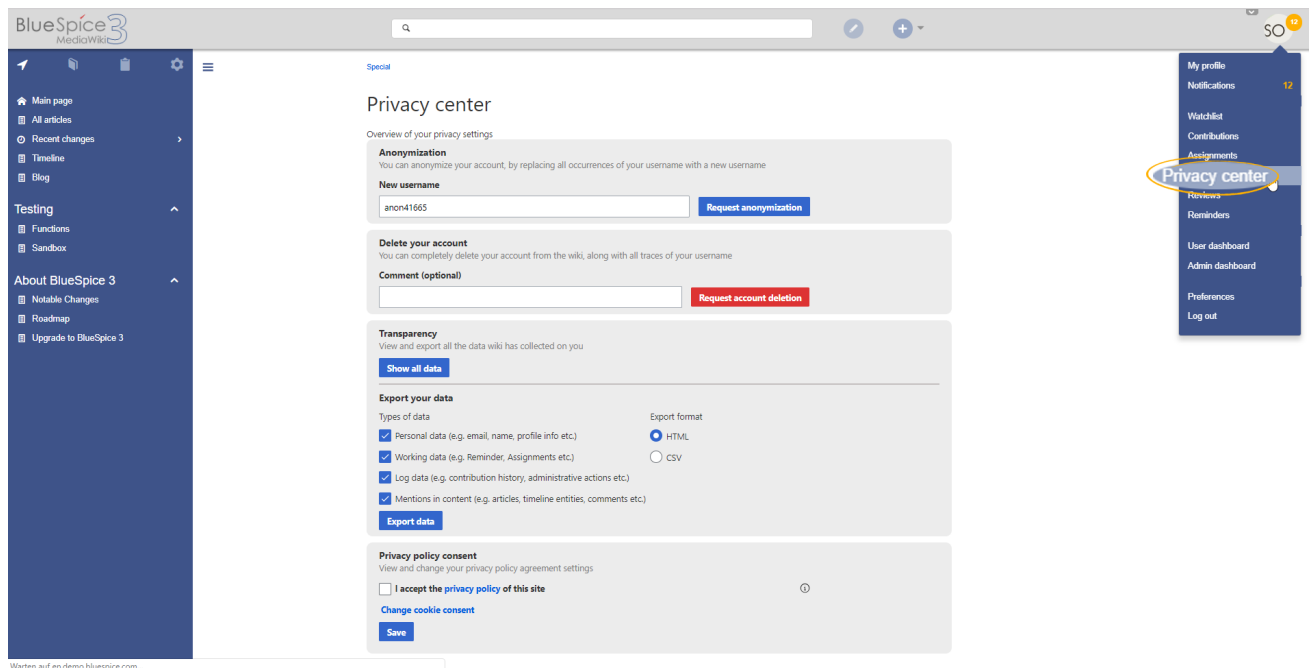 BlueSpice 3
MediaWiki
SO
12
Main page
All articles
Recent changes
Timeline
Blog
Testing
Functions
Sandbox
About BlueSpice 3
Notable Changes
Roadmap
Upgrade to BlueSpice 3
Special
Privacy center
Overview of your privacy settings
Anonymization
You can anonymize your account, by replacing all occurrences of your username with a new username
New username
anon41665
Request anonymization
Delete your account
You can completely delete your account from the wiki, along with all traces of your username
Comment (optional)
Request account deletion
Transparency
View and export all the data wiki has collected on you
Show all data
Export your data
Types of data
Export format
Personal data (e.g. email, name, profile info etc.)
HTML
Working data (e.g. Reminder, Assignments etc.)
CSV
Log data (e.g. contribution history, administrative actions etc.)
Mentions in content (e.g. articles, timeline entities, comments etc.)
Export data
Privacy policy consent
View and change your privacy policy agreement settings
I accept the privacy policy of this site
Change cookie consent
Save
My profile
Notifications 12
Watchlist
Contributions
Assignments
Privacy center
Reviews
Reminders
User dashboard
Admin dashboard
Preferences
Log out
Warten auf en.demo.bluespice.com